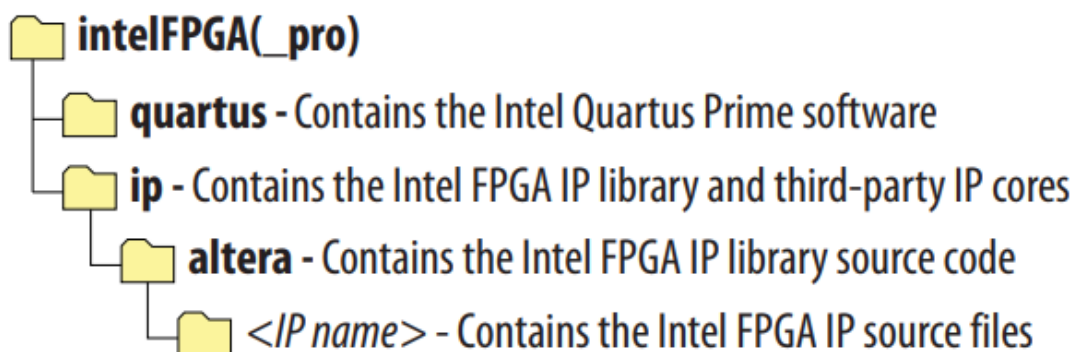 intelFPGA(_pro)
quartus - Contains the Intel Quartus Prime software
ip - Contains the Intel FPGA IP library and third-party IP cores
altera - Contains the Intel FPGA IP library source code
<IP name> - Contains the Intel FPGA IP source files